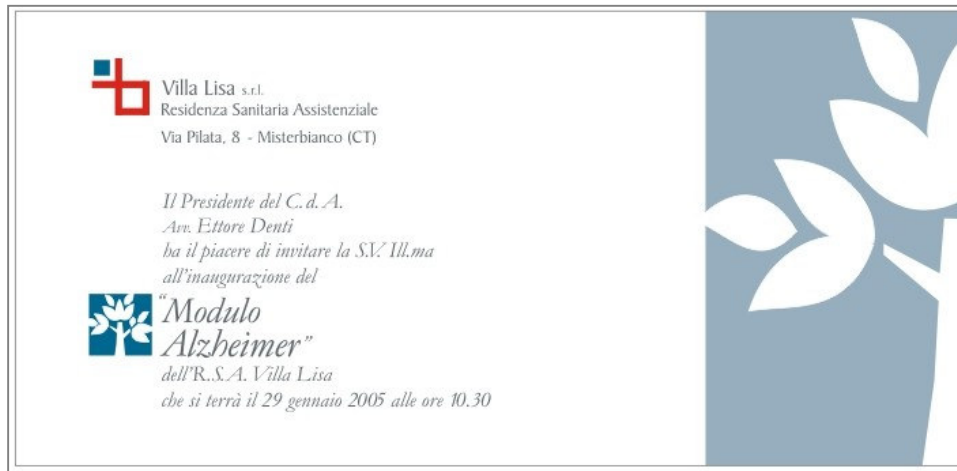 Villa Lisa s.r.l.
Residenza Sanitaria Assistenziale
Via Pilata, 8 - Misterbianco (CT)
Il Presidente del C.d.A.
Avv. Ettore Denti
ha il piacere di invitare la S.V. Ill.ma
all'inaugurazione del
"Modulo
Alzheimer"
dell'R.S.A. Villa Lisa
che si terrà il 29 gennaio 2005 alle ore 10.30